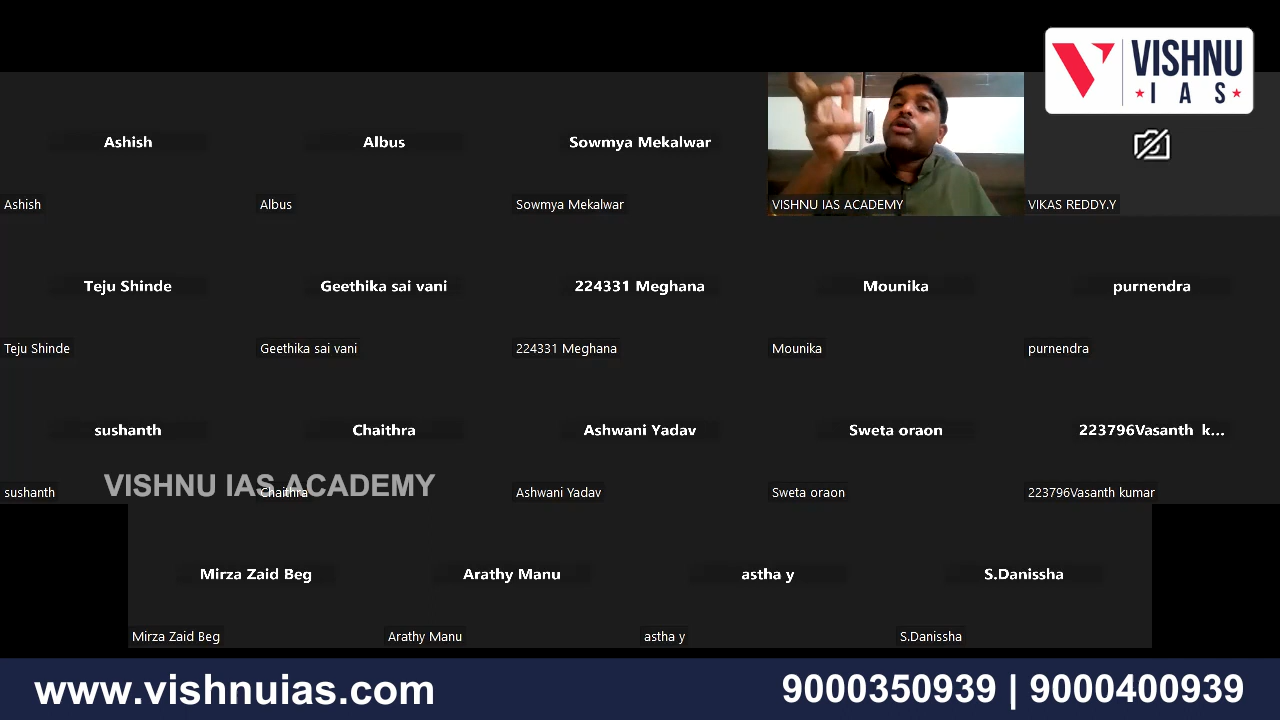 VISHNU
IAS
Ashish
Albus
Sowmya Mekalwar
Ashish
Albus
Sowmya Mekalwar
VISHNU IAS ACADEMY
VIKAS REDDY.Y
Teju Shinde
Geethika sai vani
224331 Meghana
Mounika
purnendra
Teju Shinde
Geethika sai vani
224331 Meghana
Mounika
purnendra
sushanth
Chaithra
Ashwani Yadav
Sweta oraon
223796Vasanth k...
VISHNU IAS ACADEMY
sushanth
Chaithra
Ashwani Yadav
Sweta oraon
223796Vasanth kumar
Mirza Zaid Beg
Arathy Manu
astha y
S.Danissha
Mirza Zaid Beg
Arathy Manu
astha y
S.Danissha
www.vishnuias.com
9000350939 | 9000400939